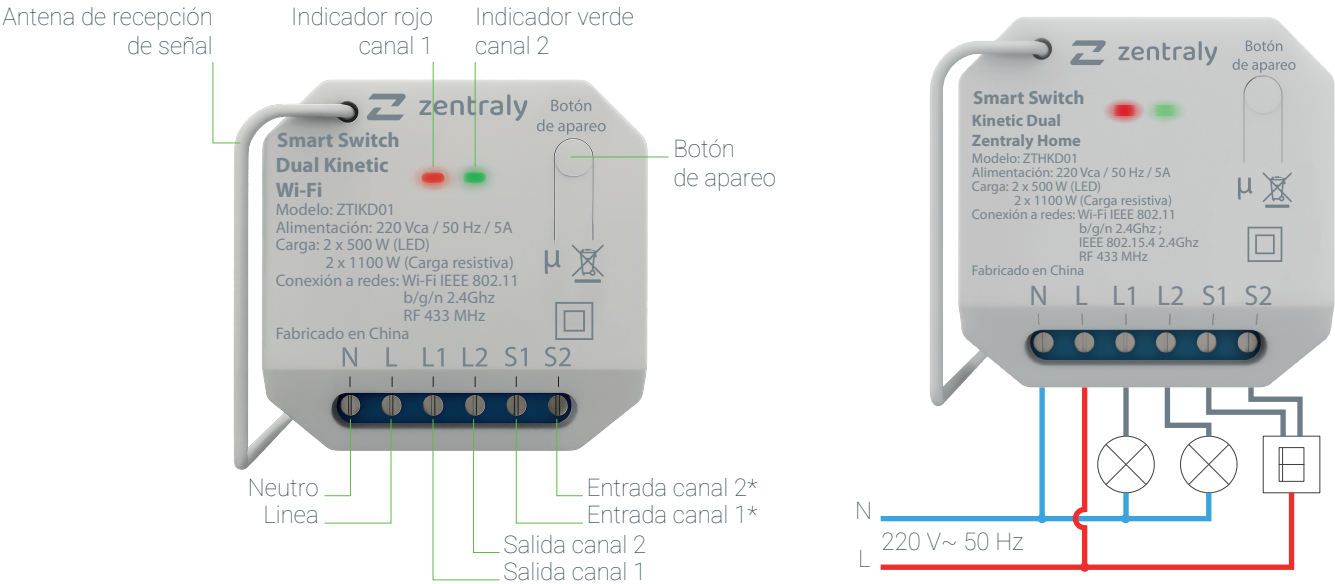 Antena de recepción
de señal
Indicador rojo
canal 1
Indicador verde
canal 2
zentraly
Botón
de apareo
Smart Switch
Dual Kinetic
Wi-Fi
Modelo: ZTIKD01
Alimentación: 220 Vca / 50 Hz / 5A
Carga: 2 x 500 W (LED)
2 x 1100 W (Carga resistiva)
Conexión a redes: Wi-Fi IEEE 802.11
b/g/n 2.4Ghz
RF 433 MHz
Fabricado en China
µ
N L L1 L2 S1 S2
Botón
de apareo
Neutro
Linea
Entrada canal 2*
Entrada canal 1*
Salida canal 2
Salida canal 1
zentraly
Botón
de apareo
Smart Switch
Kinetic Dual
Zentraly Home
Modelo: ZTHKD01
Alimentación: 220 Vca / 50 Hz / 5A
Carga: 2 x 500 W (LED)
2 x 1100 W (Carga resistiva)
Conexión a redes: Wi-Fi IEEE 802.11
b/g/n 2.4Ghz ;
IEEE 802.15.4 2.4Ghz
RF 433 MHz
Fabricado en China
µ
N L L1 L2 S1 S2
N
220 V~ 50 Hz
L